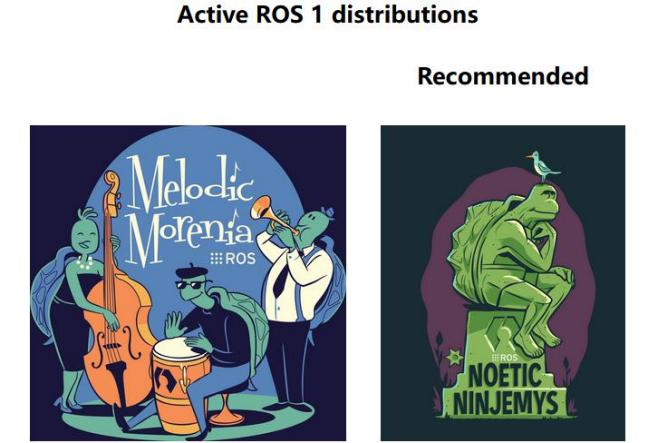 Active ROS 1 distributions
Recommended
Melodic
Morenia
ROS
ROS
NOETIC
NINJEMYS